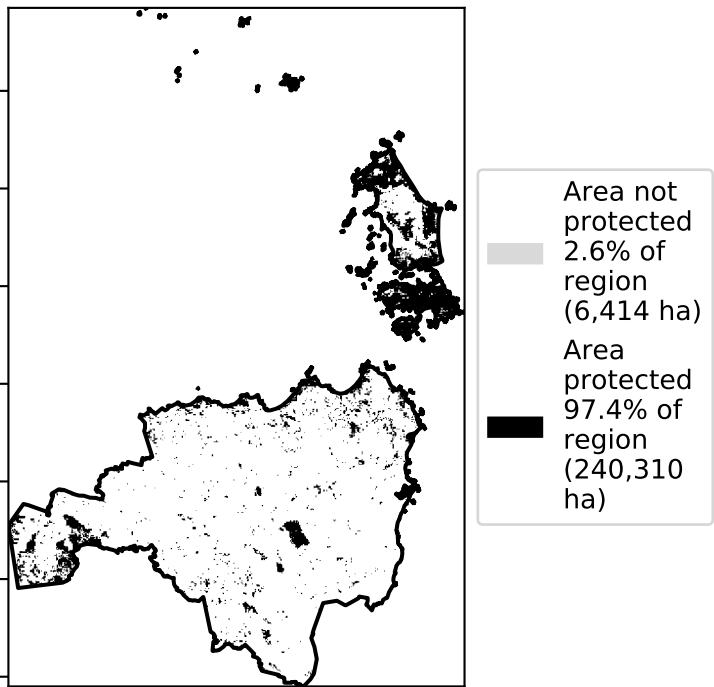 Area not
protected
2.6% of
region
(6,414 ha)
Area
protected
97.4% of
region
(240,310
ha)